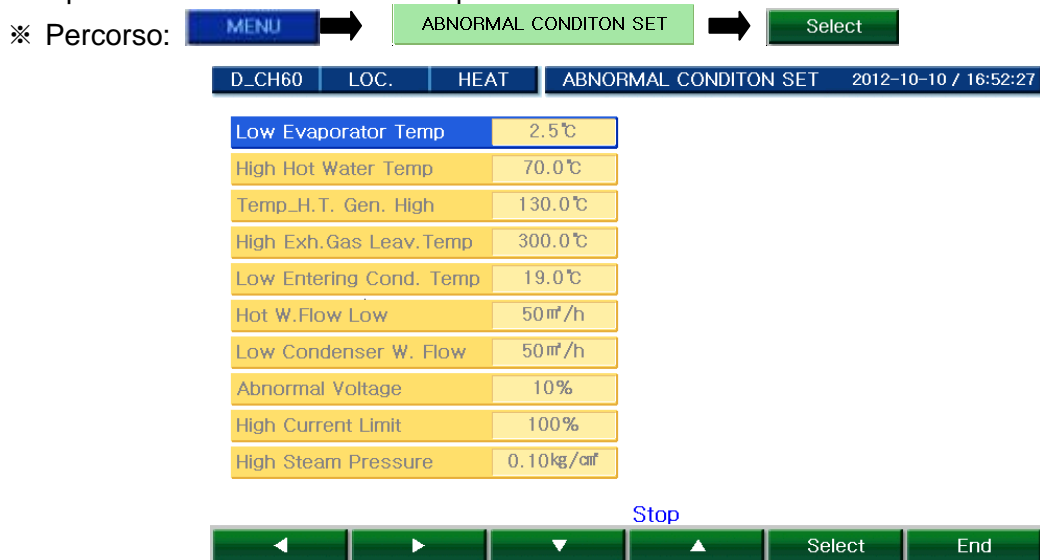 ※ Percorso: MENU ABNORMAL CONDITON SET Select
D_CH60 LOC. HEAT ABNORMAL CONDITON SET 2012-10-10 / 16:52:27
Low Evaporator Temp 2.5℃
High Hot Water Temp 70.0℃
Temp_H.T. Gen. High 130.0℃
High Exh.Gas Leav.Temp 300.0℃
Low Entering Cond. Temp 19.0℃
Hot W.Flow Low 50㎥/h
Low Condenser W. Flow 50㎥/h
Abnormal Voltage 10%
High Current Limit 100%
High Steam Pressure 0.10kg/㎠
Stop
Select End